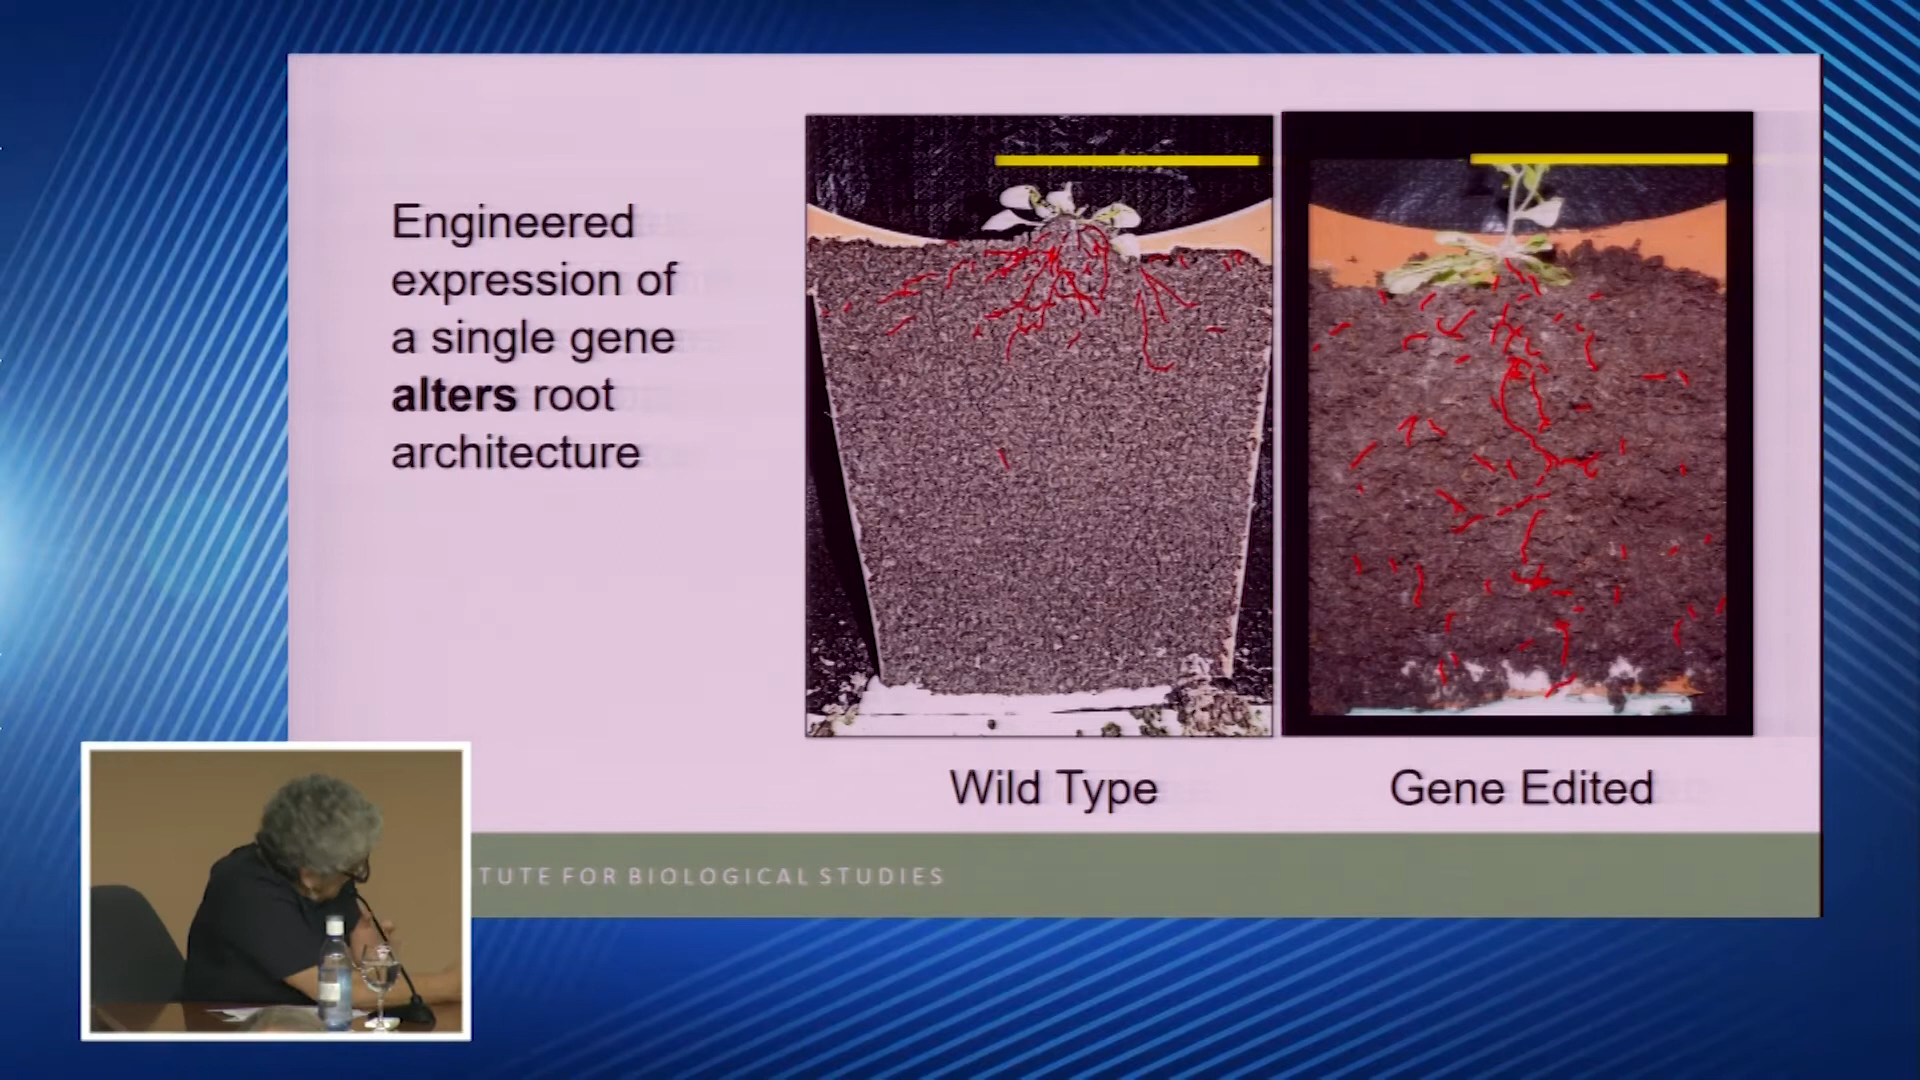 Engineered
expression of
a single gene
alters root
architecture
Wild Type
Gene Edited
TUTE FOR BIOLOGICAL STUDIES